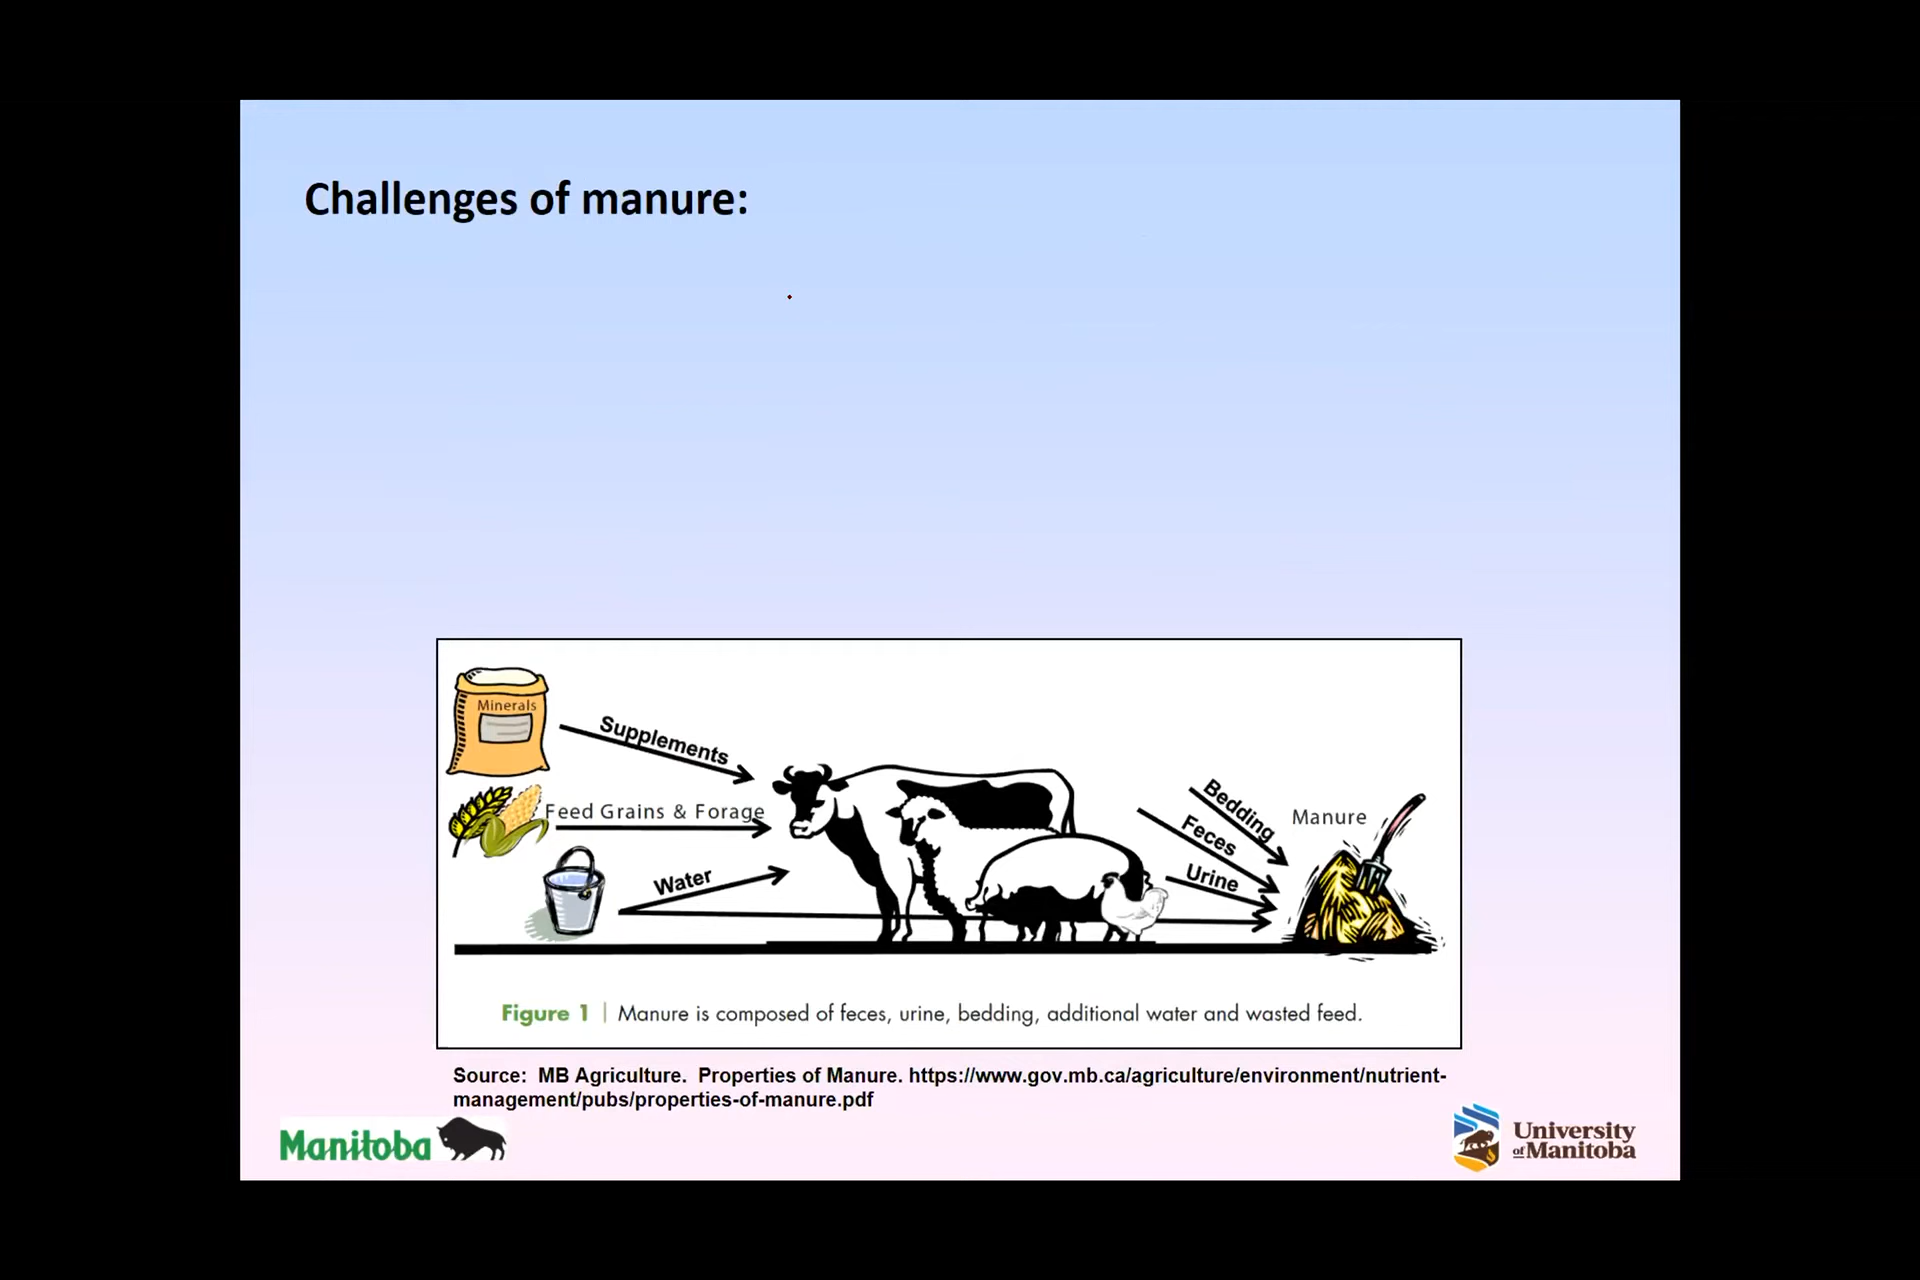 Challenges of manure:
Minerals
Supplements
Feed Grains & Forage
Water
Bedding
Feces
Urine
Manure
Figure 1 | Manure is composed of feces, urine, bedding, additional water and wasted feed.
Source:  MB Agriculture.  Properties of Manure. https://www.gov.mb.ca/agriculture/environment/nutrient-
management/pubs/properties-of-manure.pdf
Manitoba
University
of Manitoba